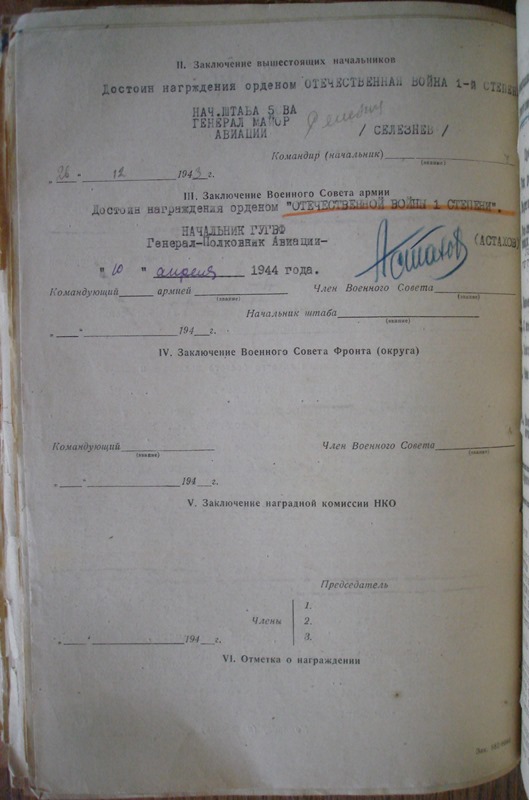 II. Заключение вышестоящих начальников
Достоин нагрждения орденом ОТЕЧЕСТВЕННАЯ ВОЙНА 1-й СТЕПЕН
НАЧ.ШТАБА 5 ВА
ГЕНЕРАЛ МАЙОР
АВИАЦИИ / СЕЛЕЗНЕВ /
Командир (начальник)
(звание)
„26" 12 1943 г.
III. Заключение Военного Совета армии
Достоин награждения орденом "ОТЕЧЕСТВЕННОЙ ВОЙНЫ 1 СТЕПЕНИ".
НАЧАЛЬНИК ГУГВФ
Генерал-Полковник Авиации- Астахов (АСТАХОВ
"10" апреля 1944 года.
Командующий армией Член Военного Совета
(звание) (звание)
Начальник штаба
(звание)
„ " 194 г.
IV. Заключение Военного Совета Фронта (округа)
Командующий Член Военного Совета
(звание) (звание)
„ " 194 г.
V. Заключение наградной комиссии НКО
Председатель
1.
Члены 2.
3.
„ " 194 г.
VI. Отметка о награждении
Зак.